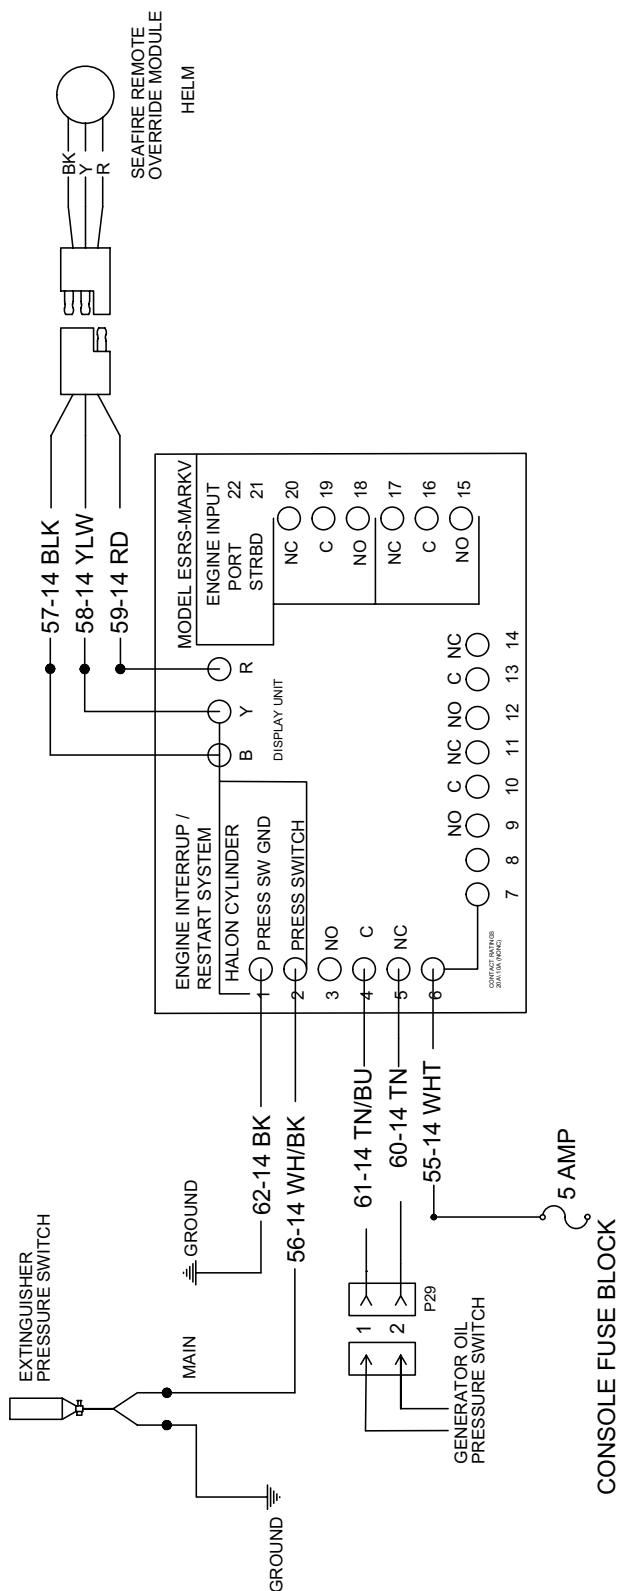 SEAFIRE REMOTE
OVERRIDE MODULE
HELM
BK
Y
R
57-14 BLK
58-14 YLW
59-14 RD
MODEL ESRS-MARKV
ENGINE INPUT
PORT 22
STRBD 21
NC 20
C 19
NO 18
NC 17
C 16
NO 15
B
Y
R
DISPLAY UNIT
ENGINE INTERRUP /
RESTART SYSTEM
HALON CYLINDER
1 PRESS SW GND
2 PRESS SWITCH
3 NO
4 C
5 NC
6
7
8
9 NO
10 C
11 NC
12 NO
13 C
14 NC
CONTACT RATINGS
20A\10A (NO\NC)
62-14 BK
56-14 WH/BK
61-14 TN/BU
60-14 TN
55-14 WHT
EXTINGUISHER
PRESSURE SWITCH
MAIN
GROUND
GROUND
1
2
P29
GENERATOR OIL
PRESSURE SWITCH
5 AMP
CONSOLE FUSE BLOCK